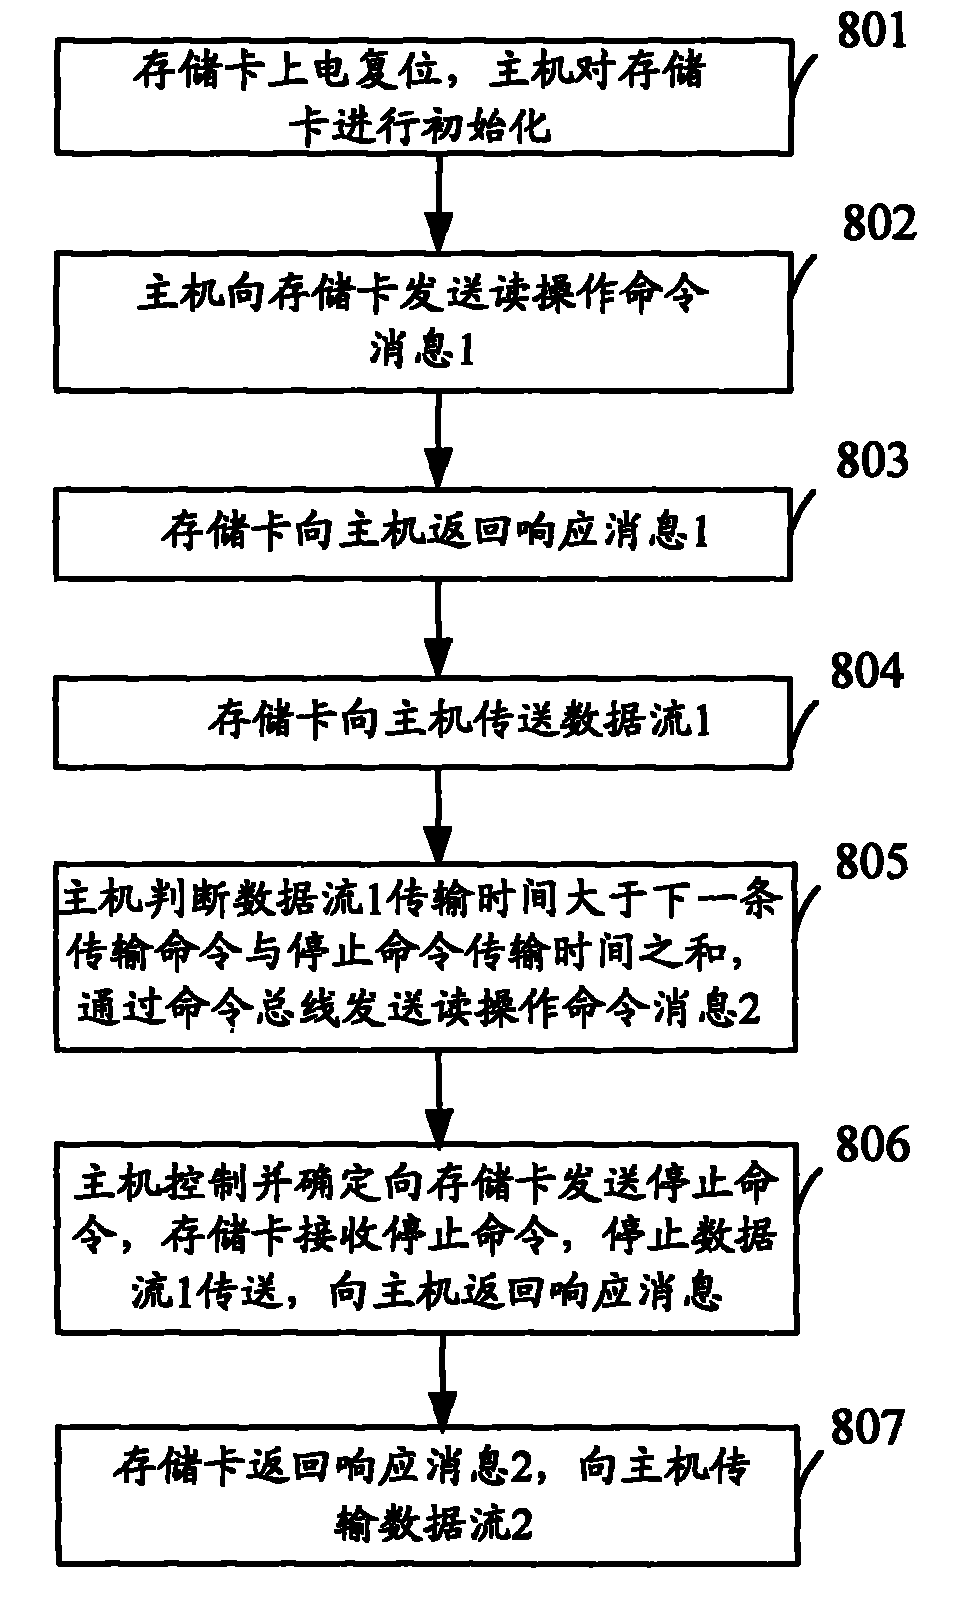 801
存储卡上电复位，主机对存储
卡进行初始化
802
主机向存储卡发送读操作命令
消息1
803
存储卡向主机返回响应消息1
804
存储卡向主机传送数据流1
805
主机判断数据流1传输时间大于下一条
传输命令与停止命令传输时间之和，
通过命令总线发送读操作命令消息2
806
主机控制并确定向存储卡发送停止命
令，存储卡接收停止命令，停止数据
流1传送，向主机返回响应消息
807
存储卡返回响应消息2，向主机传
输数据流2